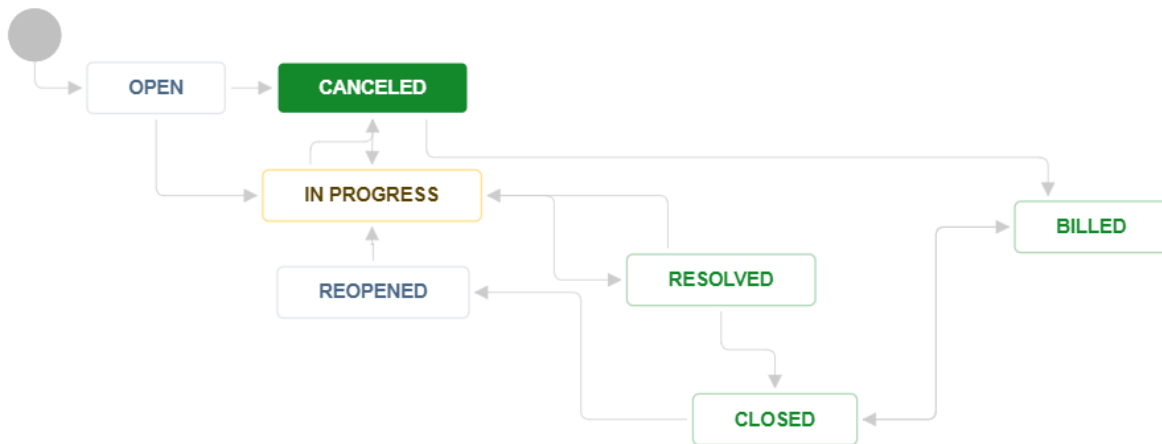 OPEN
CANCELED
IN PROGRESS
BILLED
REOPENED
RESOLVED
CLOSED